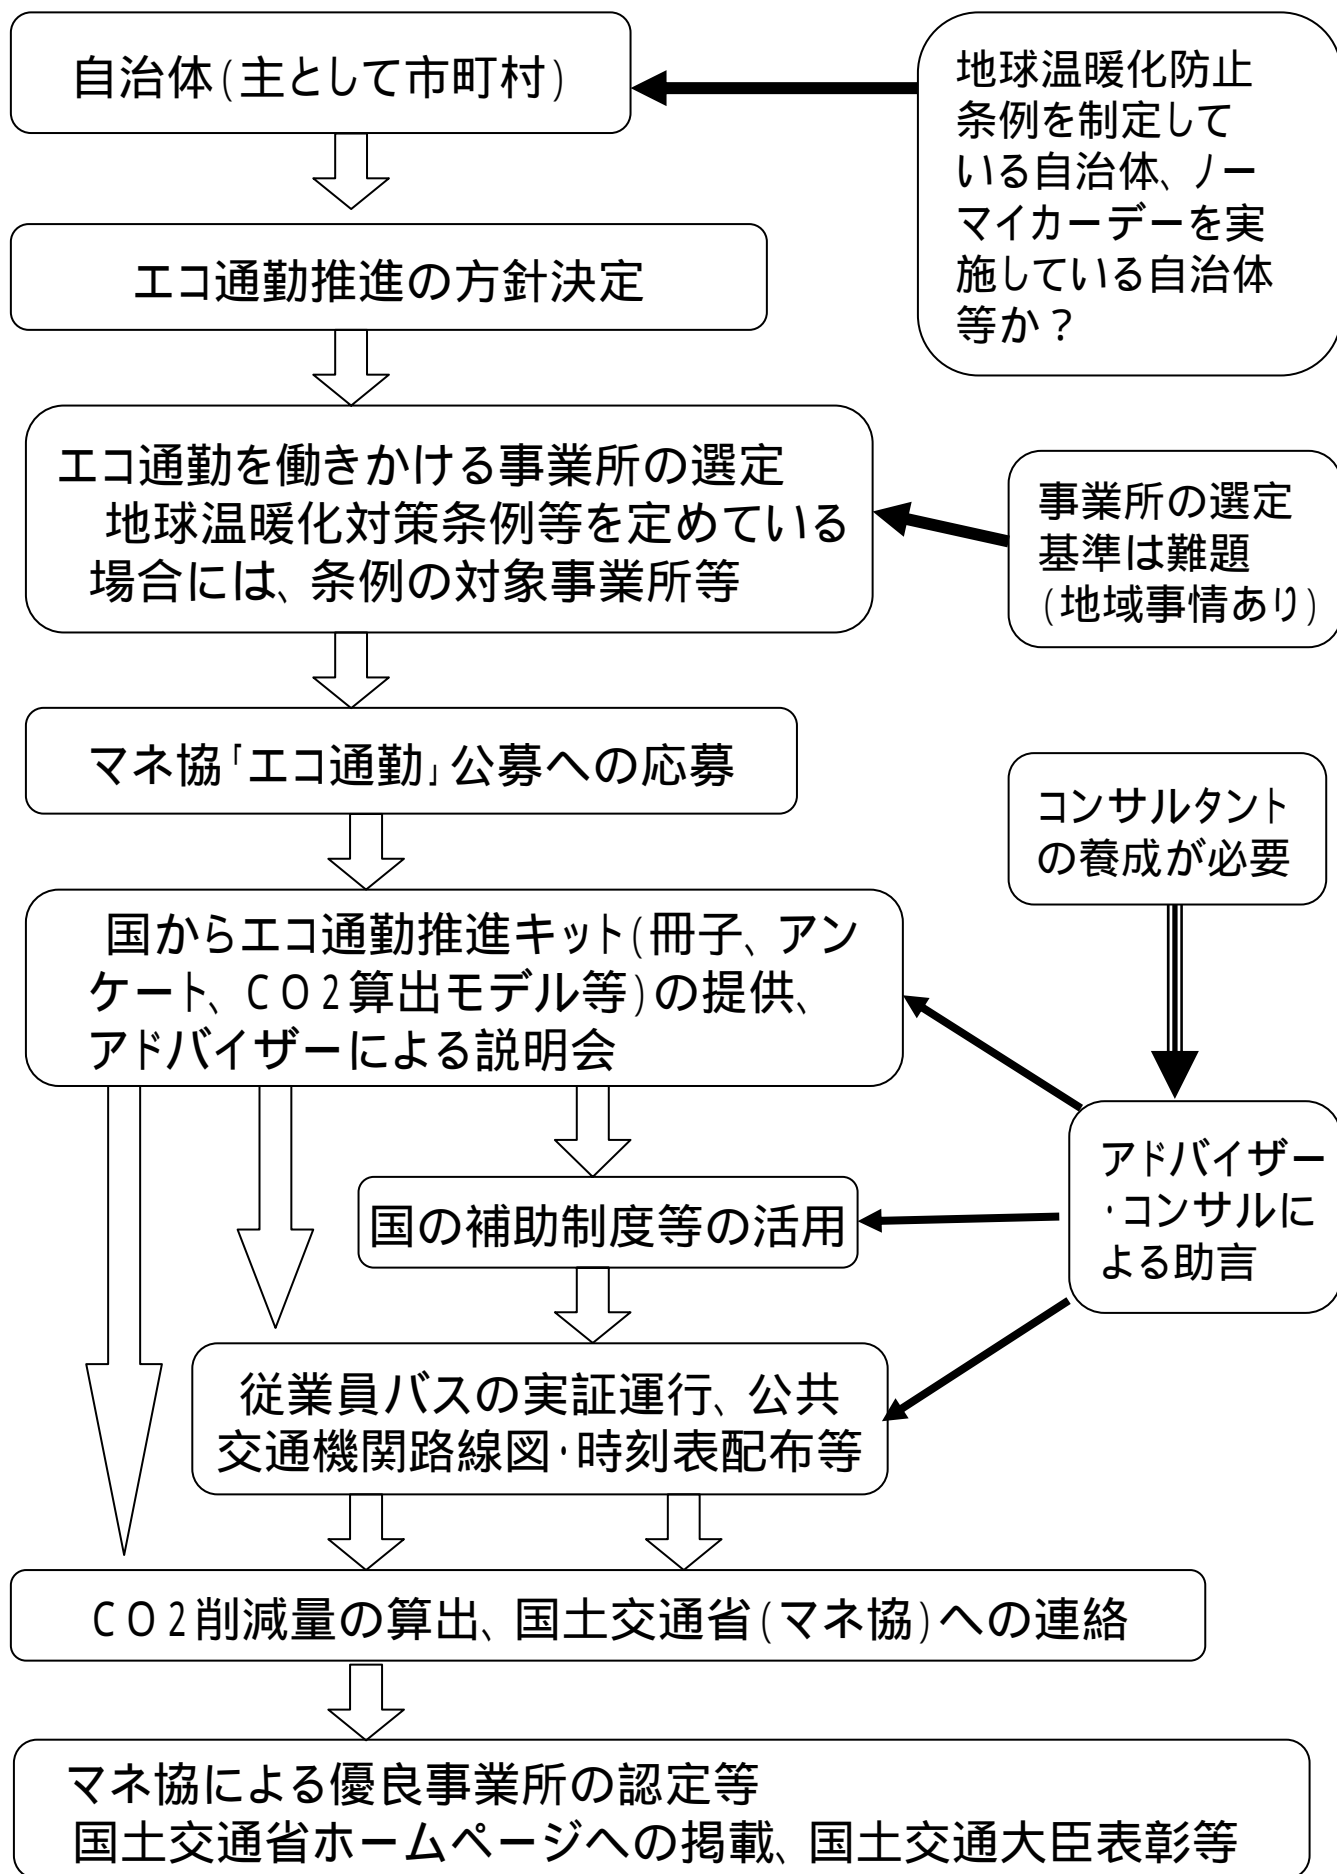 自治体(主として市町村)
地球温暖化防止
条例を制定して
いる自治体、ノー
マイカーデーを実
施している自治体
等か？
エコ通勤推進の方針決定
エコ通勤を働きかける事業所の選定
地球温暖化対策条例等を定めている
場合には、条例の対象事業所等
事業所の選定
基準は難題
(地域事情あり)
マネ協「エコ通勤」公募への応募
コンサルタント
の養成が必要
国からエコ通勤推進キット(冊子、アン
ケート、ＣＯ２算出モデル等)の提供、
アドバイザーによる説明会
アドバイザー
・コンサルに
よる助言
国の補助制度等の活用
従業員バスの実証運行、公共
交通機関路線図・時刻表配布等
ＣＯ２削減量の算出、国土交通省(マネ協)への連絡
マネ協による優良事業所の認定等
国土交通省ホームページへの掲載、国土交通大臣表彰等